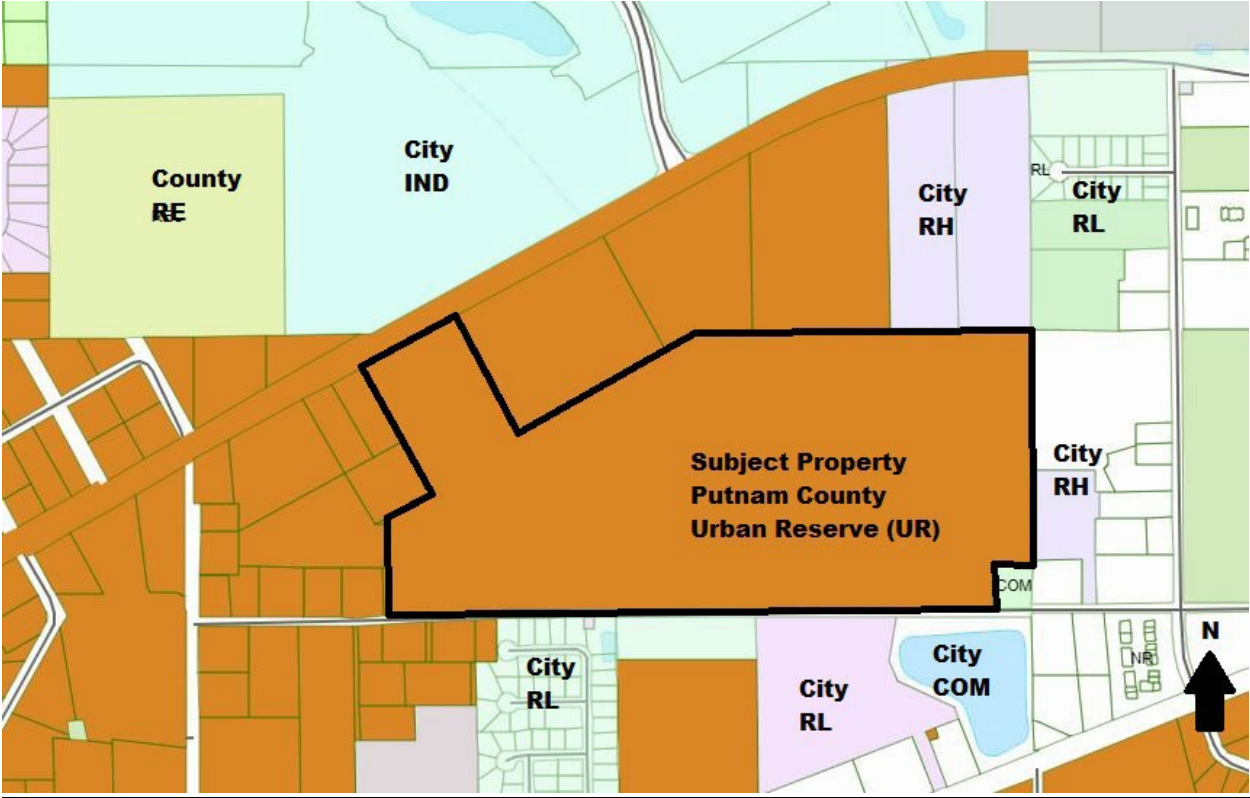 City
IND
County
RE
City
RH
RL
City
RL
Subject Property
Putnam County
Urban Reserve (UR)
City
RH
COM
City
RL
City
RL
City
COM
NR
N